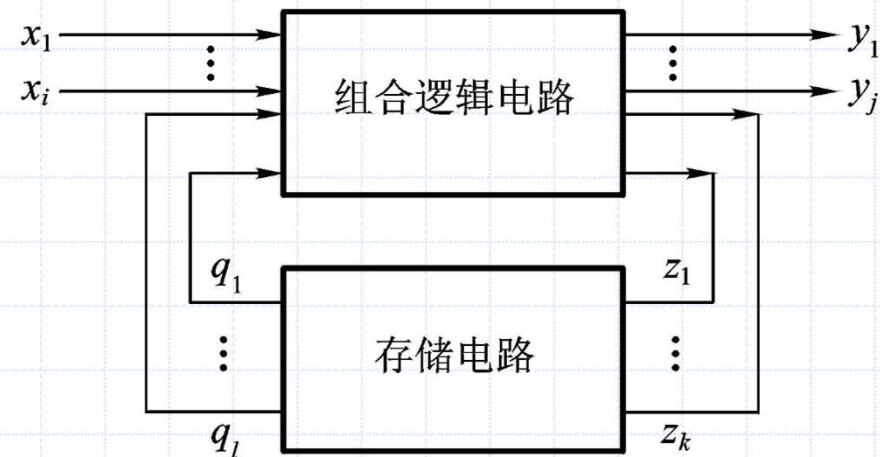 x₁ y₁
xᵢ 组合逻辑电路 yⱼ
q₁ z₁
存储电路
qₗ zₖ